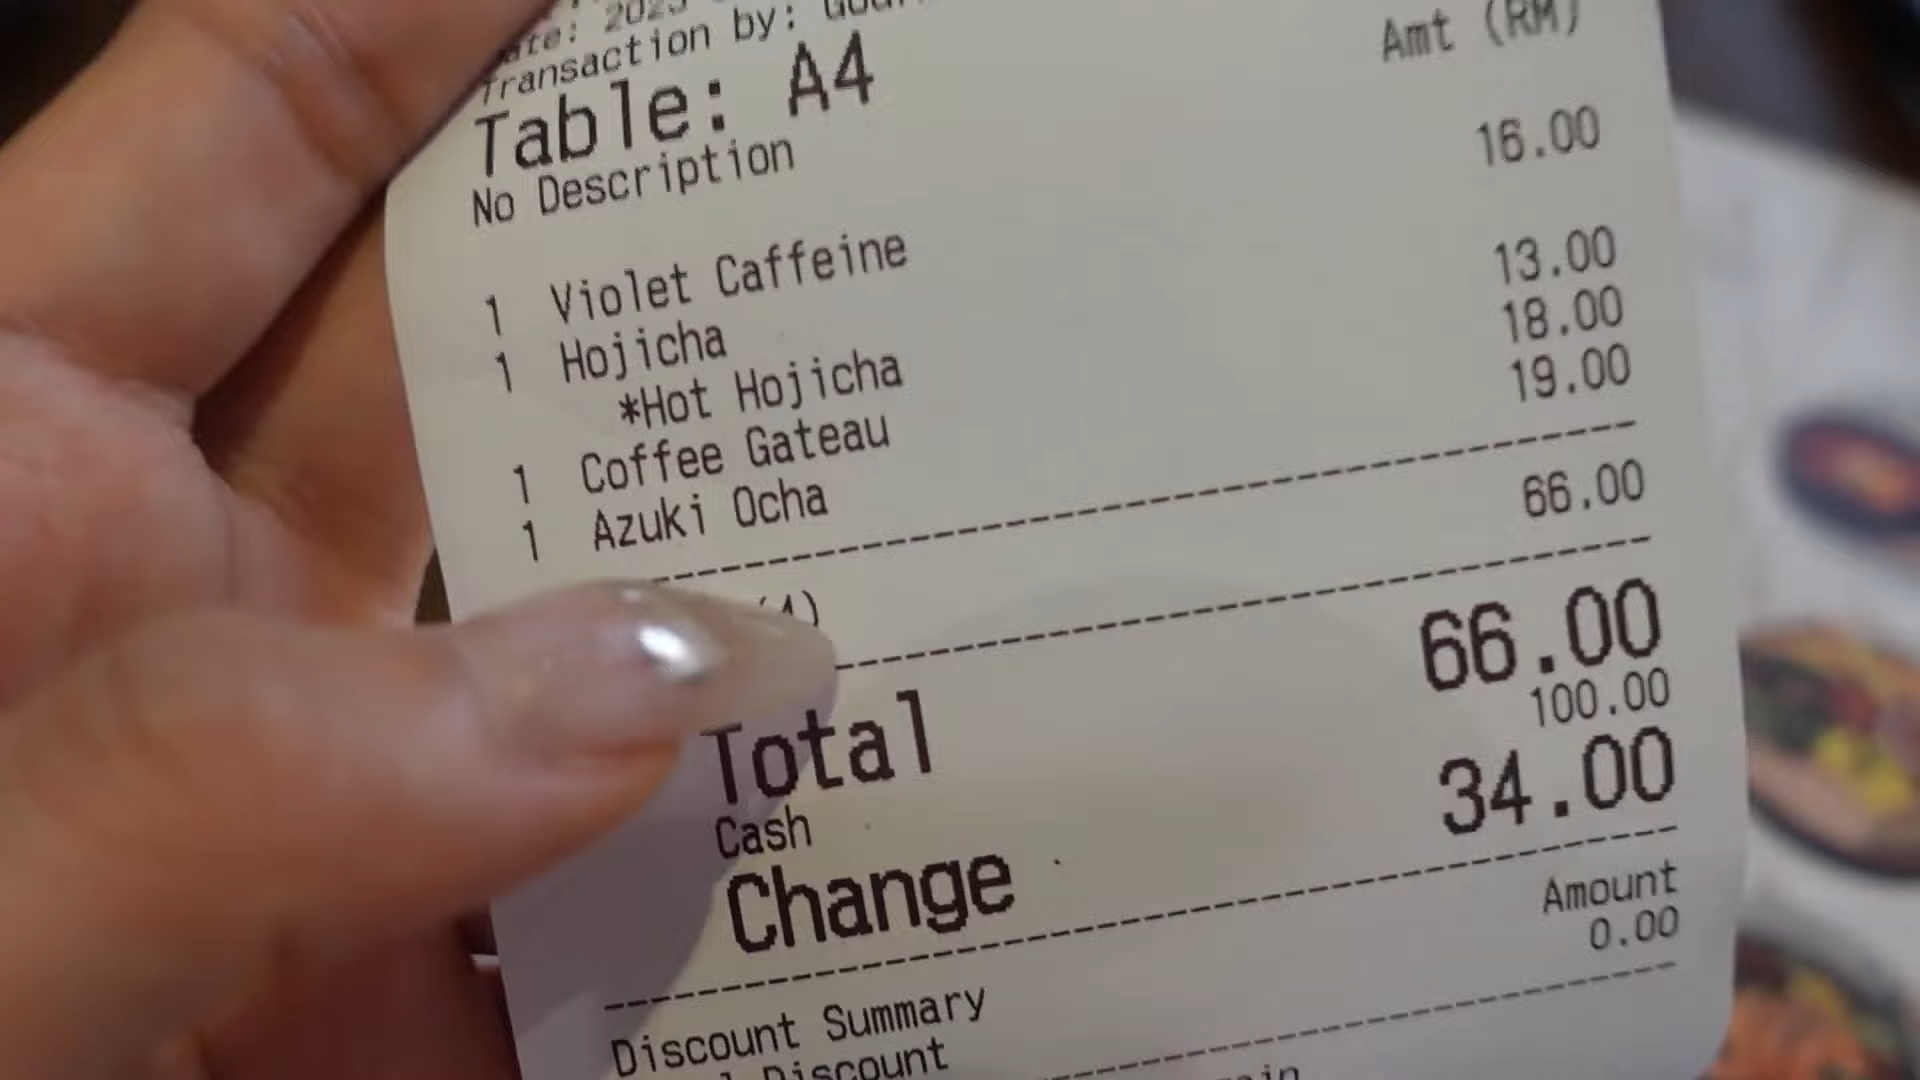 2023
Transaction by:
Table: A4
No Description Amt (RM)
1 Violet Caffeine 16.00
1 Hojicha
*Hot Hojicha 13.00
1 Coffee Gateau 18.00
1 Azuki Ocha 19.00
(4) 66.00
Total 66.00
Cash 100.00
Change 34.00
Discount Summary Amount
Discount 0.00